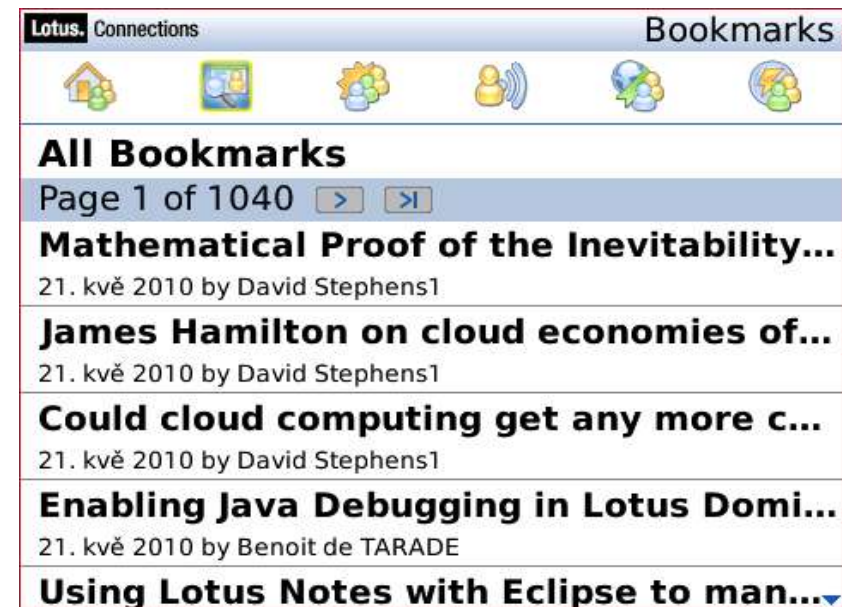 Lotus. Connections Bookmarks
All Bookmarks
Page 1 of 1040 > >|
Mathematical Proof of the Inevitability...
21. kvě 2010 by David Stephens1
James Hamilton on cloud economies of...
21. kvě 2010 by David Stephens1
Could cloud computing get any more c...
21. kvě 2010 by David Stephens1
Enabling Java Debugging in Lotus Domi...
21. kvě 2010 by Benoit de TARADE
Using Lotus Notes with Eclipse to man...